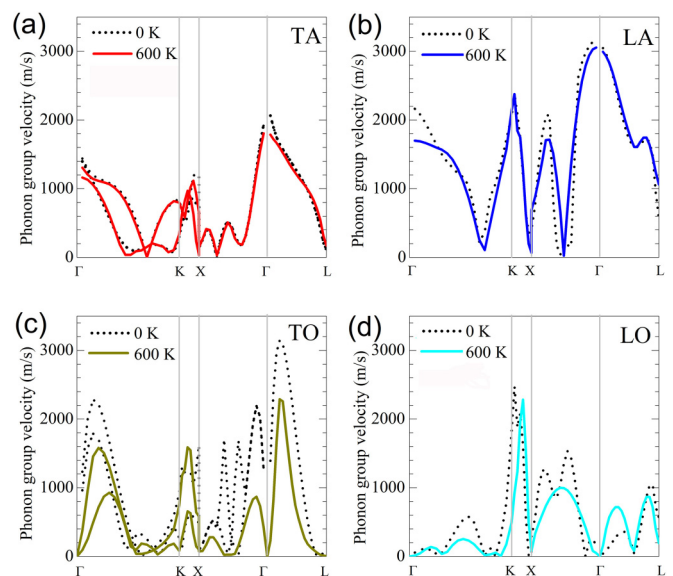 (a)
TA
0 K
600 K
Phonon group velocity (m/s)
3000
2000
1000
0
Γ K X Γ L
(b)
LA
0 K
600 K
Phonon group velocity (m/s)
3000
2000
1000
0
Γ K X Γ L
(c)
TO
0 K
600 K
Phonon group velocity (m/s)
3000
2000
1000
0
Γ K X Γ L
(d)
LO
0 K
600 K
Phonon group velocity (m/s)
3000
2000
1000
0
Γ K X Γ L